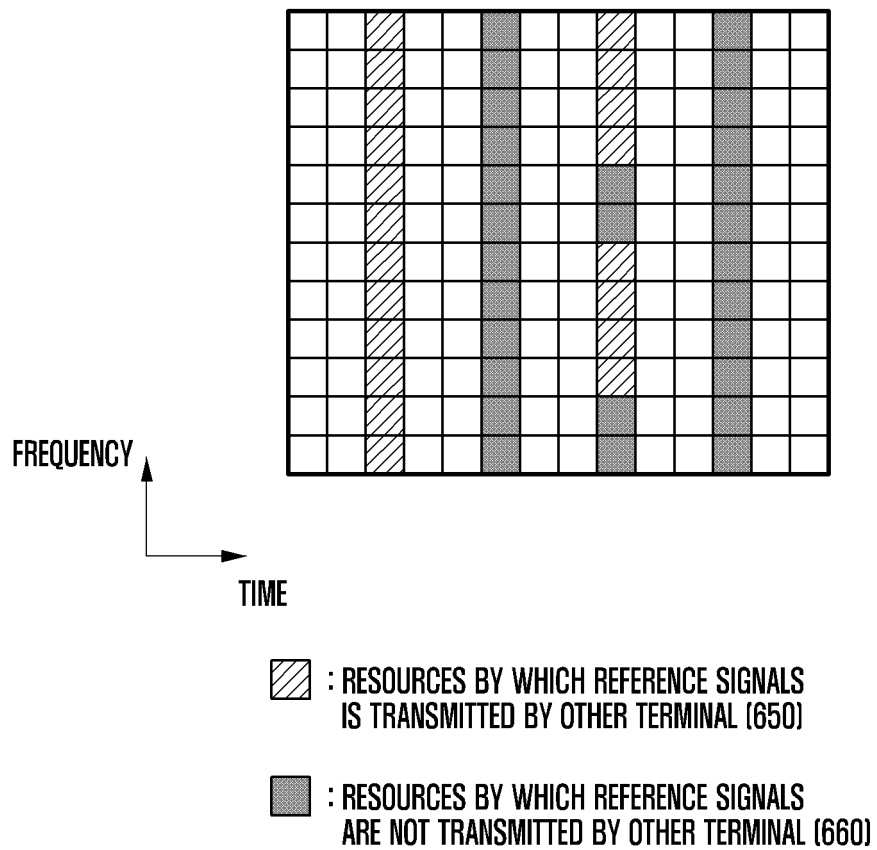 FREQUENCY
TIME
: RESOURCES BY WHICH REFERENCE SIGNALS
IS TRANSMITTED BY OTHER TERMINAL (650)
: RESOURCES BY WHICH REFERENCE SIGNALS
ARE NOT TRANSMITTED BY OTHER TERMINAL (660)